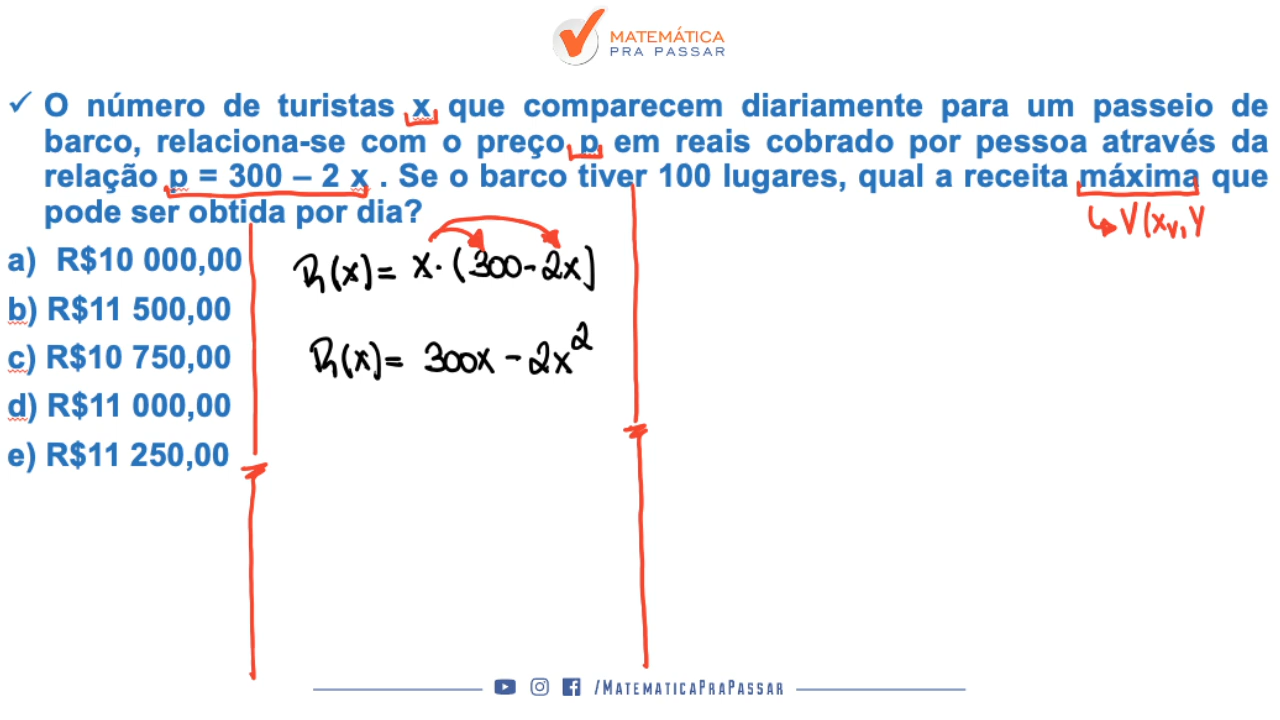 MATEMÁTICA
PRA PASSAR
✓ O número de turistas x, que comparecem diariamente para um passeio de
barco, relaciona-se com o preço p em reais cobrado por pessoa através da
relação p = 300 – 2 x . Se o barco tiver 100 lugares, qual a receita máxima que
pode ser obtida por dia?
↳ V(xv, Y
a) R$10 000,00
b) R$11 500,00
c) R$10 750,00
d) R$11 000,00
e) R$11 250,00
R(x) = x · (300 - 2x)
R(x) = 300x - 2x²
/MATEMATICAPRAPASSAR